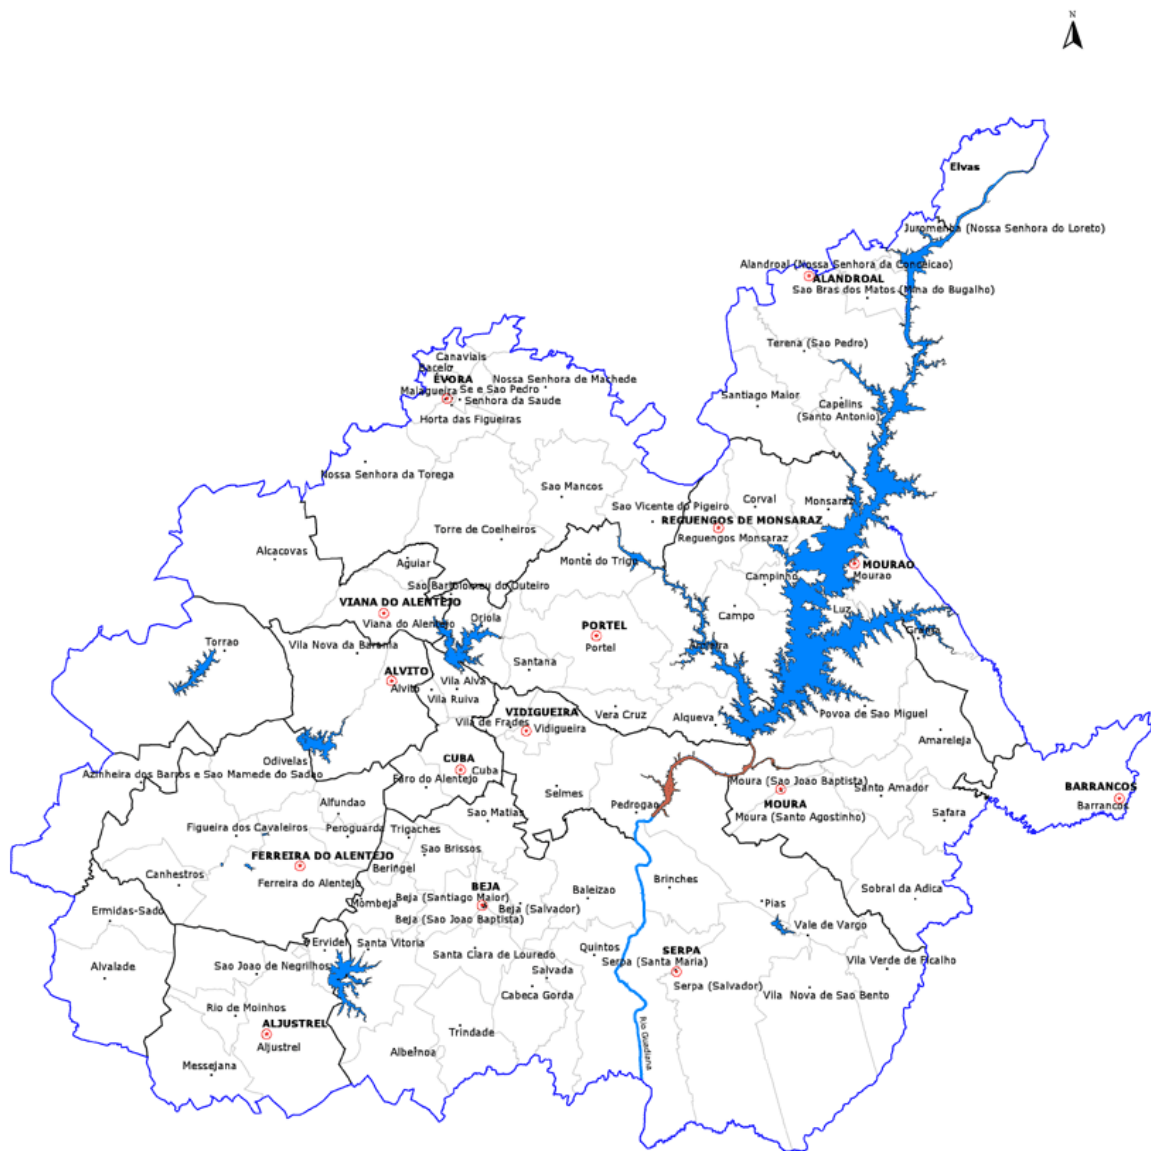 N
Elvas
Juromenha (Nossa Senhora do Loreto)
Alandroal (Nossa Senhora da Conceicao)
ALANDROAL
Sao Bras dos Matos (Mina do Bugalho)
Terena (Sao Pedro)
Canaviais
Bacelo
ÉVORA
Nossa Senhora de Machede
Malagueira
Se e Sao Pedro
Senhora da Saude
Santiago Maior
Capelins
(Santo Antonio)
Horta das Figueiras
Nossa Senhora da Torega
Sao Mancos
Corval
Monsaraz
Sao Vicente do Pigeiro
REGUENGOS DE MONSARAZ
Torre de Coelheiros
Reguengos Monsaraz
Alcacovas
Aguiar
Monte do Trigo
MOURAO
Mourao
Campinho
Sao Bartolomeu do Outeiro
VIANA DO ALENTEJO
Viana do Alentejo
Oriola
Campo
Luz
PORTEL
Portel
Granja
Torrao
Vila Nova da Baronia
Amieira
Santana
ALVITO
Alvito
Vila Alva
Vila Ruiva
VIDIGUEIRA
Vera Cruz
Alqueva
Povoa de Sao Miguel
Vila de Frades
Vidigueira
Amareleja
Odivelas
CUBA
Cuba
Azinheira dos Barros e Sao Mamede do Sadao
Faro do Alentejo
Moura (Sao Joao Baptista)
Santo Amador
BARRANCOS
Barrancos
Selmes
Pedrogao
MOURA
Moura (Santo Agostinho)
Safara
Alfundao
Sao Matias
Figueira dos Cavaleiros
Peroguarda
Trigaches
Sao Brissos
FERREIRA DO ALENTEJO
Beringel
Canhestros
Ferreira do Alentejo
BEJA
Brinches
Sobral da Adica
Beja (Santiago Maior)
Baleizao
Mombeja
Beja (Salvador)
Pias
Ermidas-Sado
Beja (Sao Joao Baptista)
Vale de Vargo
Ervidel
Santa Vitoria
Santa Clara de Louredo
Quintos
SERPA
Serpa (Santa Maria)
Vila Verde de Ficalho
Alvalade
Sao Joao de Negrilhos
Salvada
Serpa (Salvador)
Cabeca Gorda
Vila Nova de Sao Bento
Rio de Moinhos
ALJUSTREL
Aljustrel
Trindade
Rio Guadiana
Albernoa
Messejana